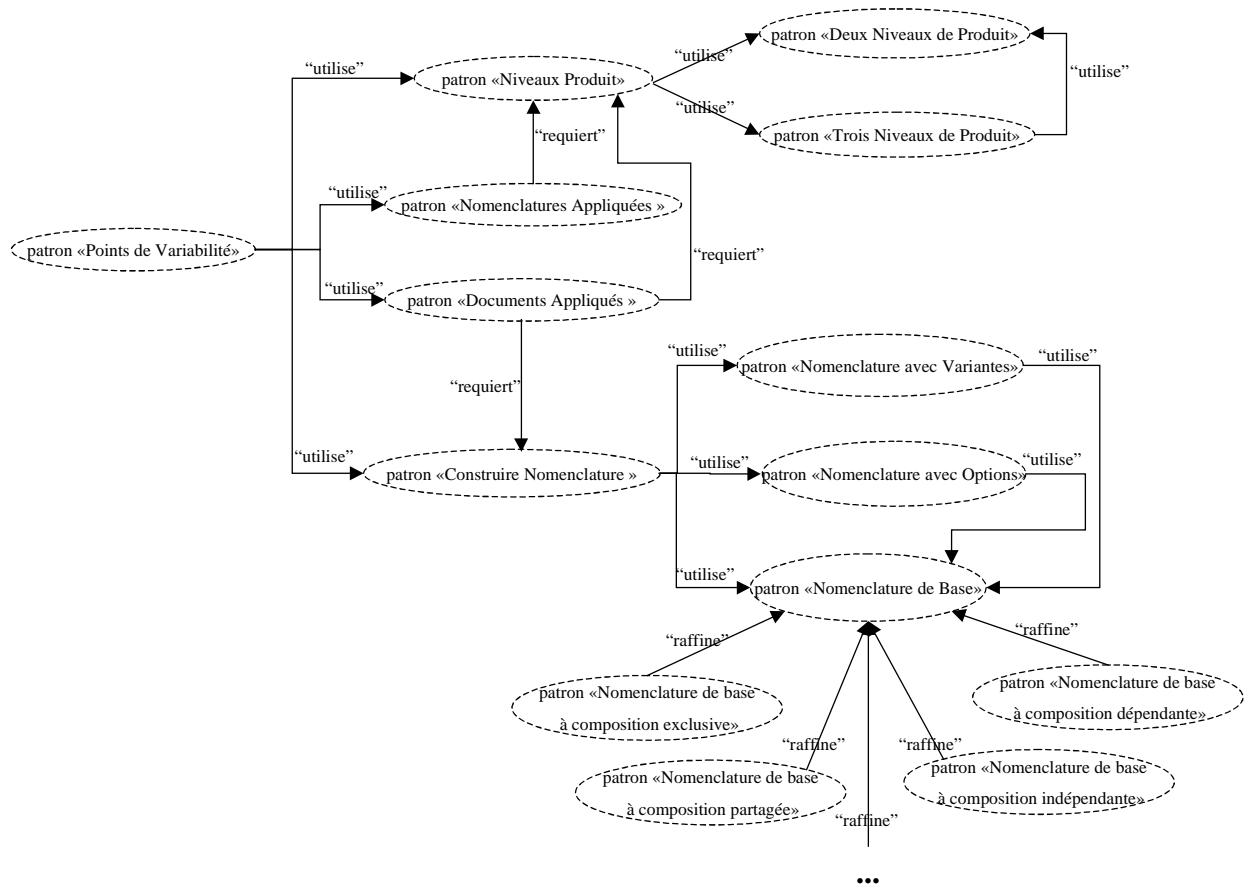 patron «Deux Niveaux de Produit»
“utilise”
“utilise”
“utilise”
patron «Niveaux Produit»
“utilise”
patron «Trois Niveaux de Produit»
“requiert”
“utilise”
patron «Nomenclatures Appliquées »
patron «Points de Variabilité»
“requiert”
“utilise”
patron «Documents Appliqués »
“utilise”
“utilise”
patron «Nomenclature avec Variantes»
“requiert”
“utilise”
patron «Construire Nomenclature »
“utilise”
patron «Nomenclature avec Options»
“utilise”
“utilise”
patron «Nomenclature de Base»
“raffine”
“raffine”
patron «Nomenclature de base
à composition exclusive»
patron «Nomenclature de base
à composition dépendante»
“raffine”
“raffine”
patron «Nomenclature de base
à composition partagée»
patron «Nomenclature de base
à composition indépendante»
“raffine”
...